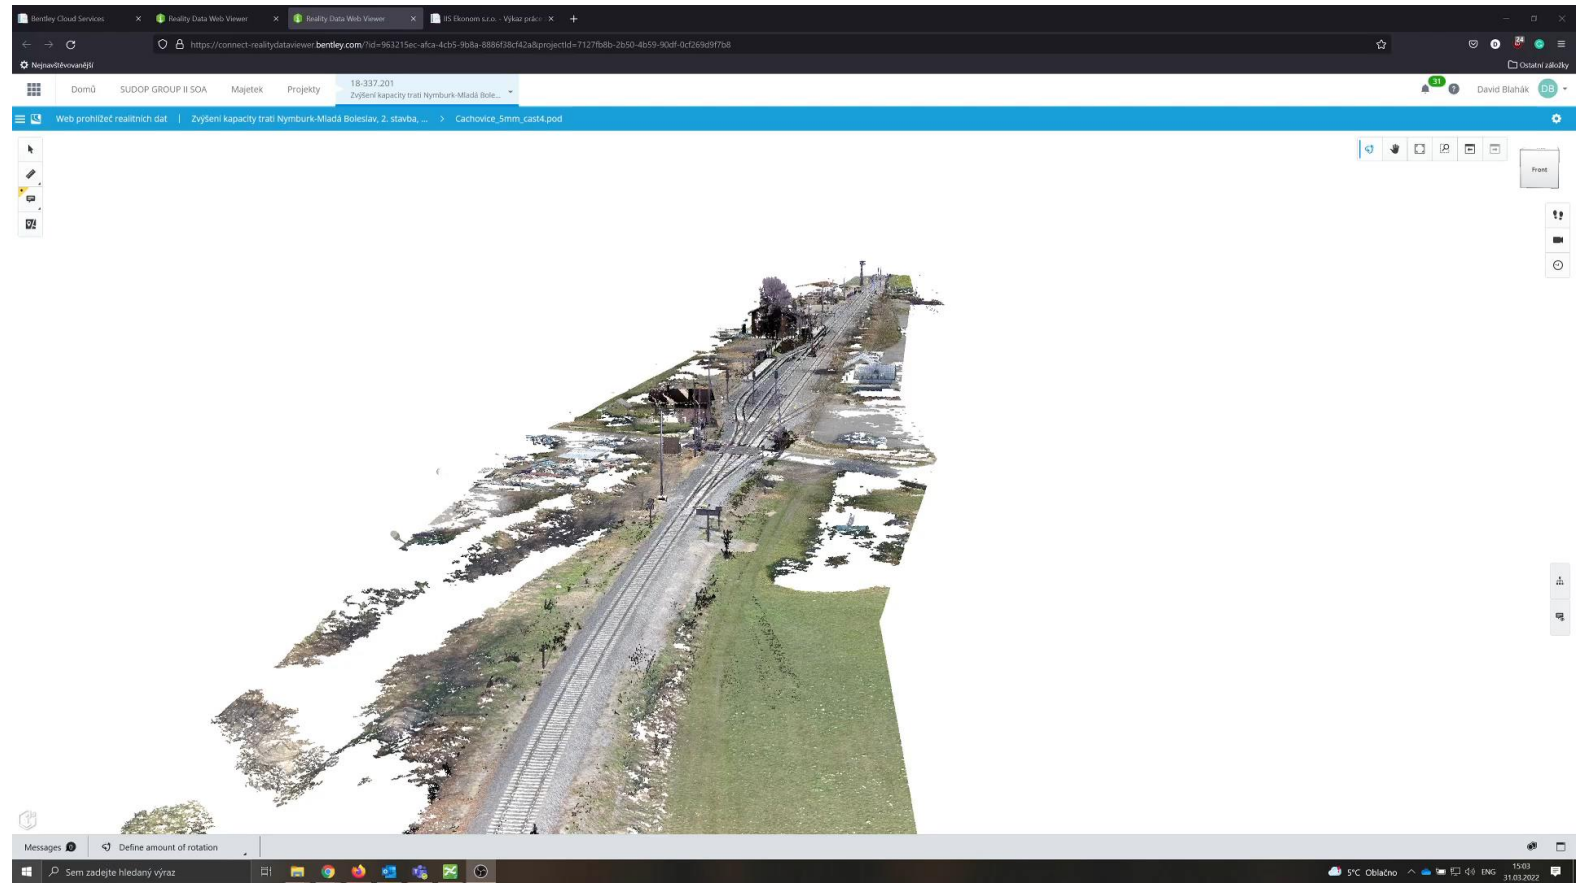 Bentley Cloud Services
Reality Data Web Viewer
Reality Data Web Viewer
IIS Ekonom s.r.o. - Výkaz práce
https://connect-realitydataviewer.bentley.com/?id=963215ec-afca-4cb5-9b8a-8886f38cf42a&projectId=7127fb8b-2b50-4b59-90df-0cf269d9f7b8
24
Nejnavštěvovanější
Ostatní záložky
Domů
SUDOP GROUP II SOA
Majetek
Projekty
18-337.201
Zvýšení kapacity trati Nymburk-Mladá Bole...
31
David Blahák
DB
Web prohlížeč realitních dat | Zvýšení kapacity trati Nymburk-Mladá Boleslav, 2. stavba, ... > Cachovice_5mm_cast4.pod
Front
Messages
Define amount of rotation
Sem zadejte hledaný výraz
5°C Oblačno
ENG
15:03
31.03.2022